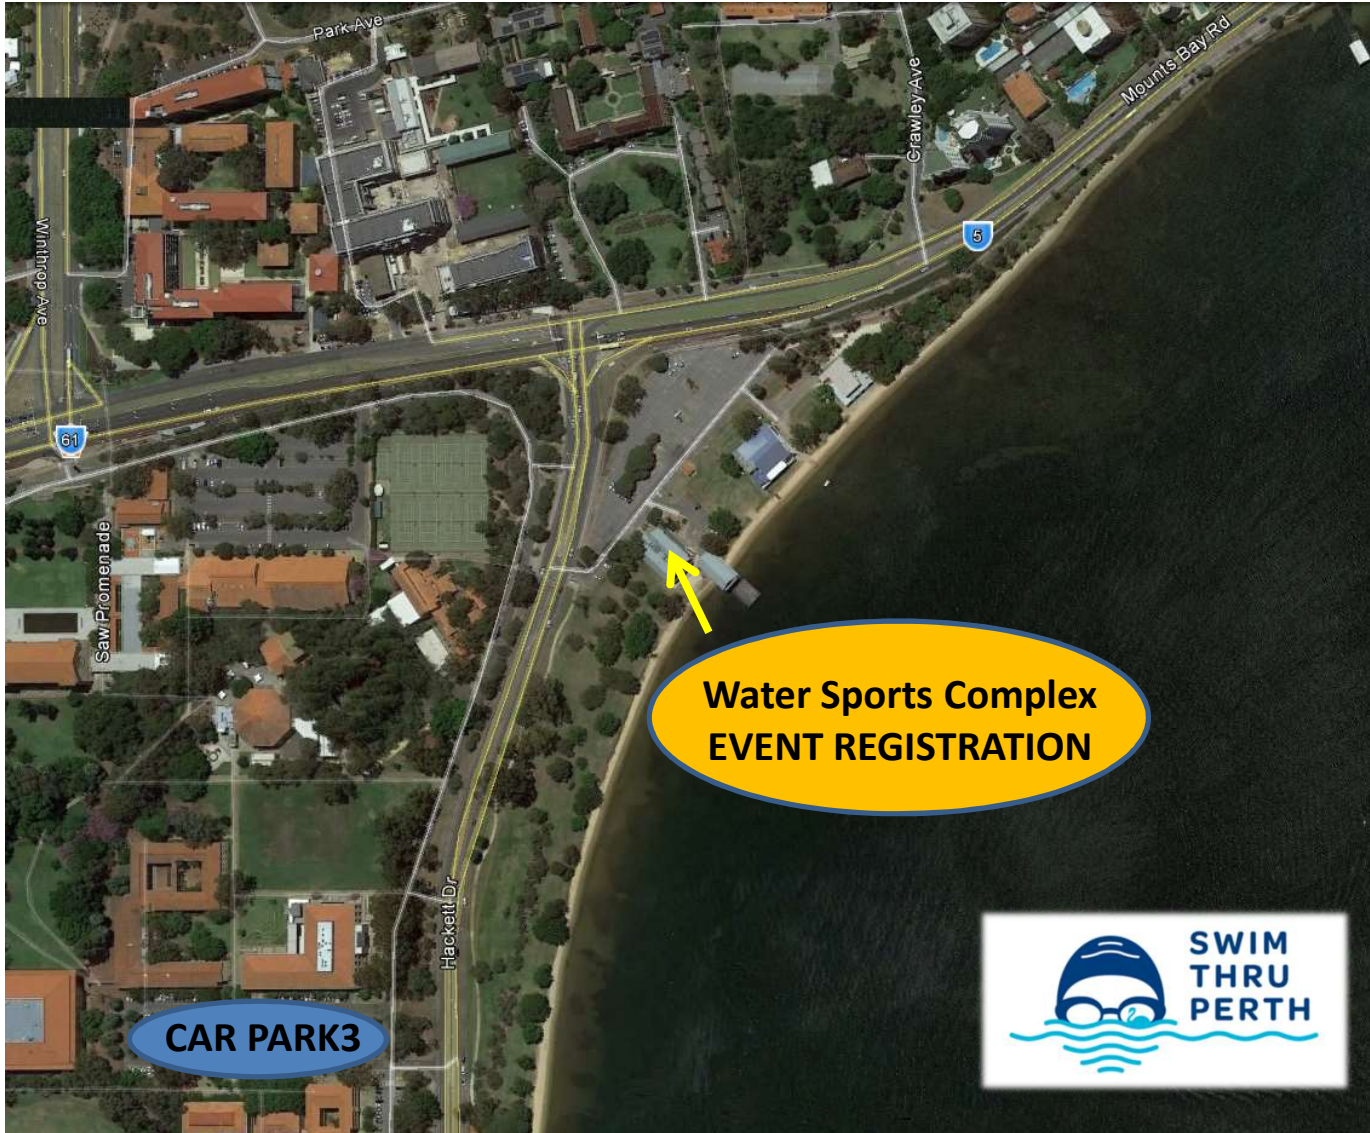 Park Ave
Mounts Bay Rd
Crawley Ave
Winthrop Ave
5
61
Saw Promenade
Water Sports Complex
EVENT REGISTRATION
Hackett Dr
SWIM
THRU
PERTH
CAR PARK3